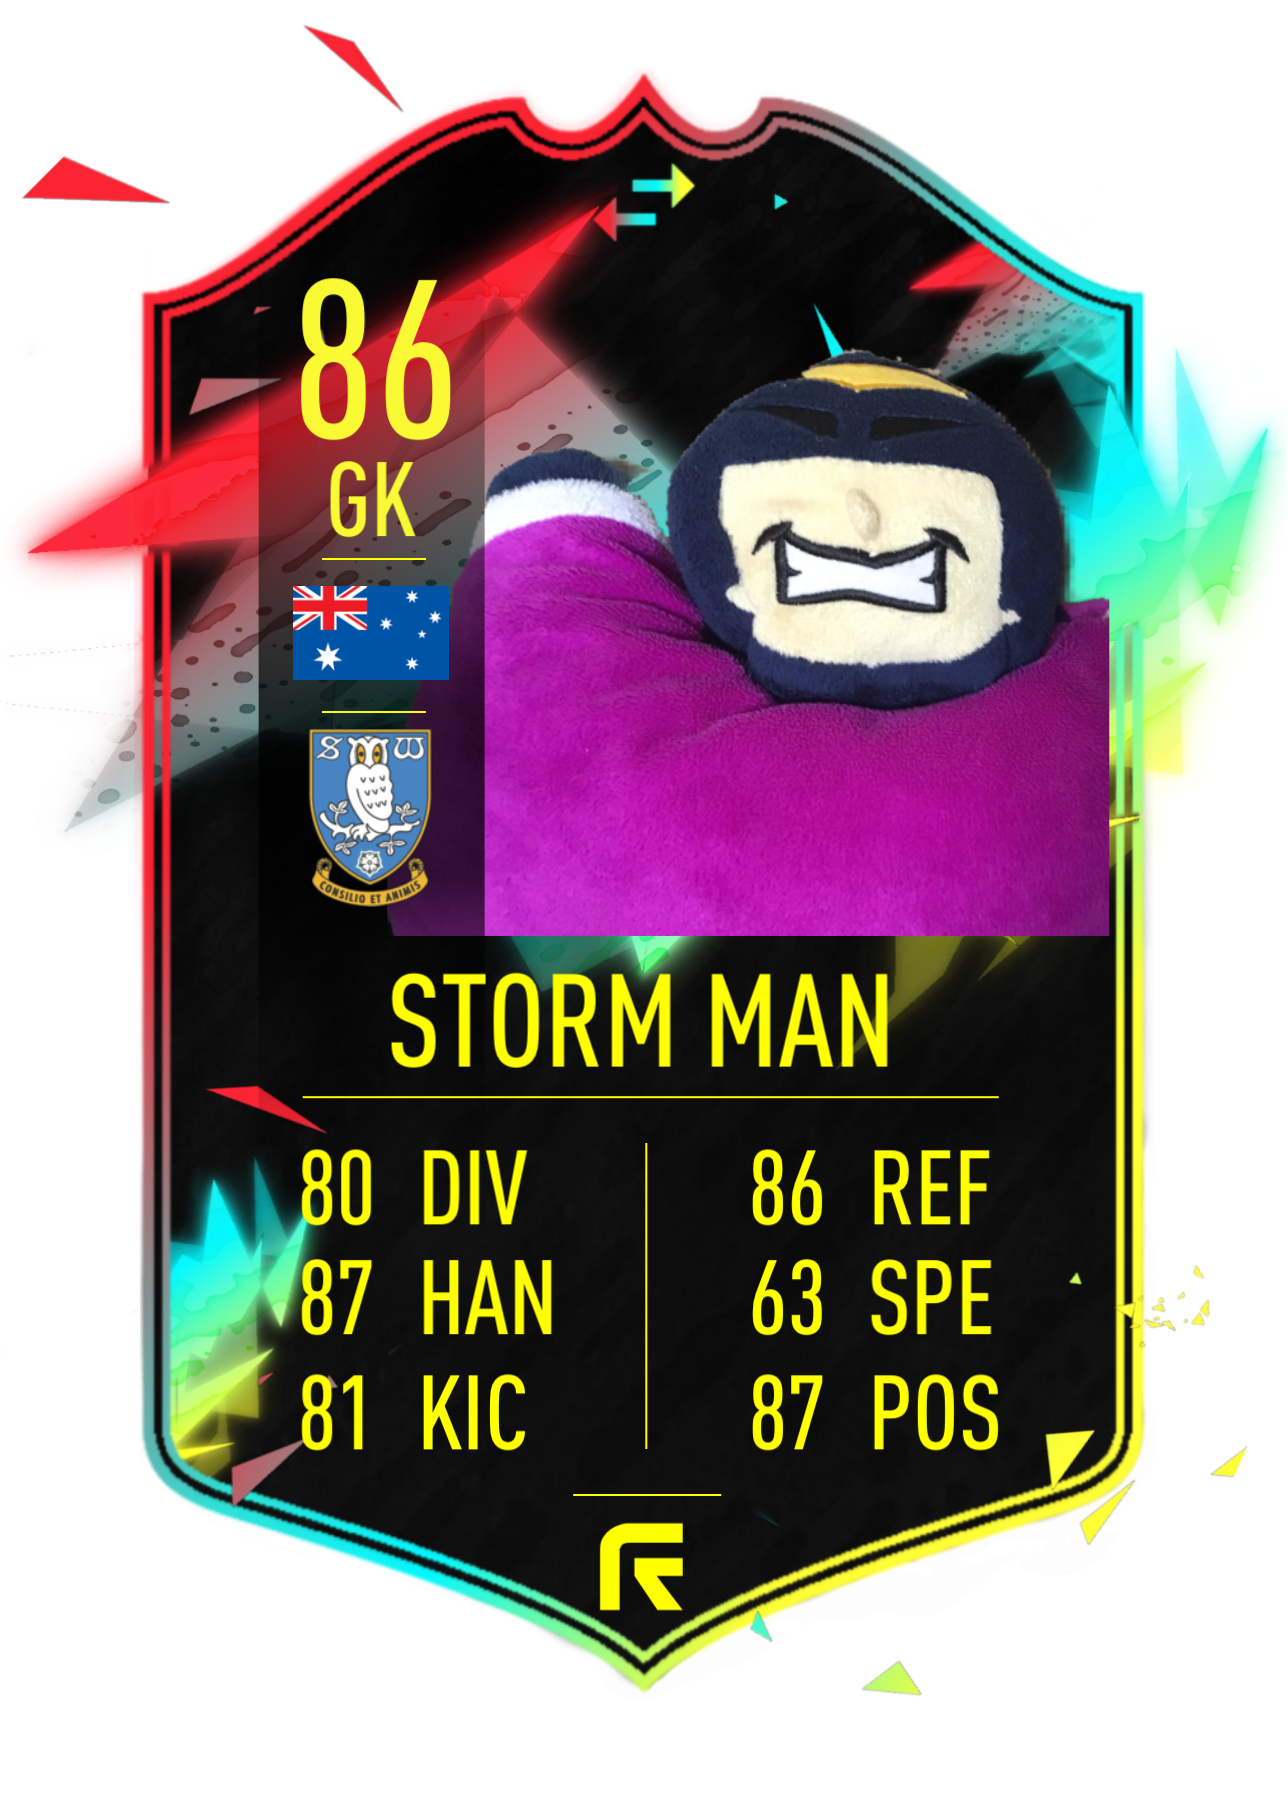 86
GK
S W
CONSILIO ET ANIMIS
STORM MAN
80 DIV 86 REF
87 HAN 63 SPE
81 KIC 87 POS